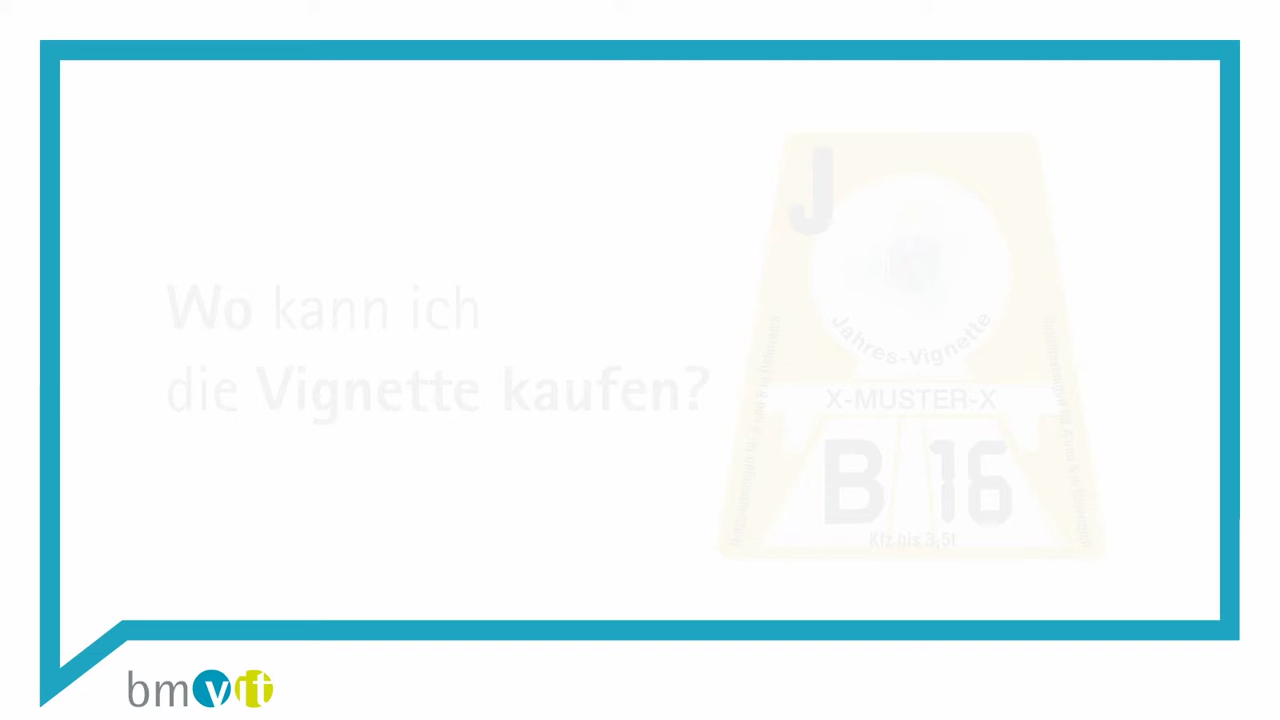 Wo kann ich
die Vignette kaufen?
J
Jahres-Vignette
X-MUSTER-X
B 16
Kfz bis 3,5t
bmvit